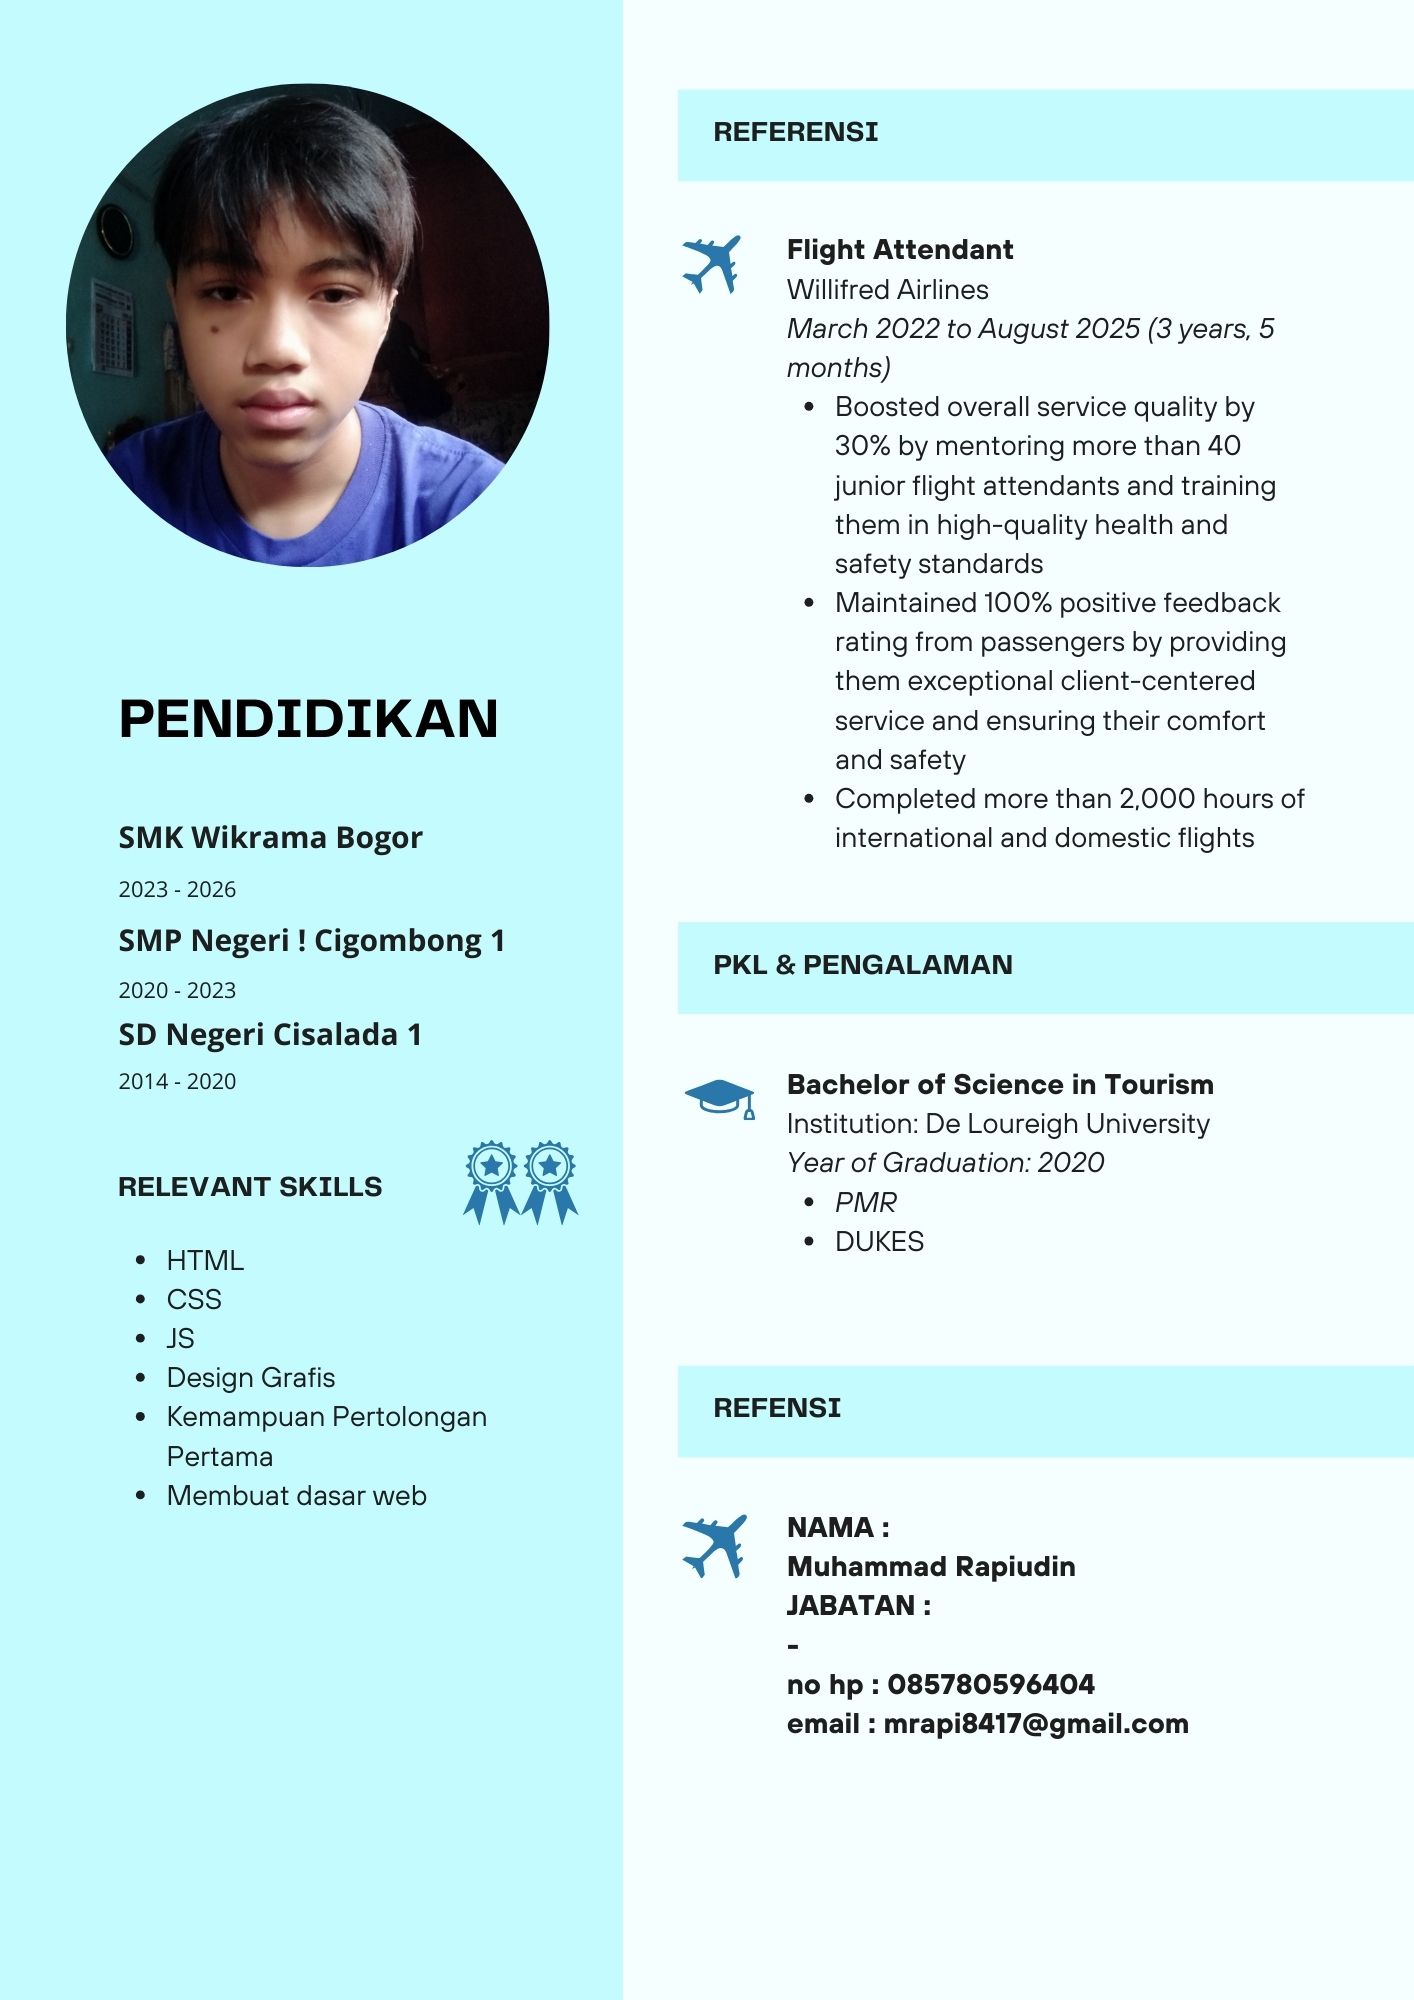 PENDIDIKAN
SMK Wikrama Bogor
2023 - 2026
SMP Negeri ! Cigombong 1
2020 - 2023
SD Negeri Cisalada 1
2014 - 2020
RELEVANT SKILLS
• HTML
• CSS
• JS
• Design Grafis
• Kemampuan Pertolongan
Pertama
• Membuat dasar web
REFERENSI
Flight Attendant
Willifred Airlines
March 2022 to August 2025 (3 years, 5
months)
• Boosted overall service quality by
30% by mentoring more than 40
junior flight attendants and training
them in high-quality health and
safety standards
• Maintained 100% positive feedback
rating from passengers by providing
them exceptional client-centered
service and ensuring their comfort
and safety
• Completed more than 2,000 hours of
international and domestic flights
PKL & PENGALAMAN
Bachelor of Science in Tourism
Institution: De Loureigh University
Year of Graduation: 2020
• PMR
• DUKES
REFENSI
NAMA :
Muhammad Rapiudin
JABATAN :
-
no hp : 085780596404
email : mrapi8417@gmail.com